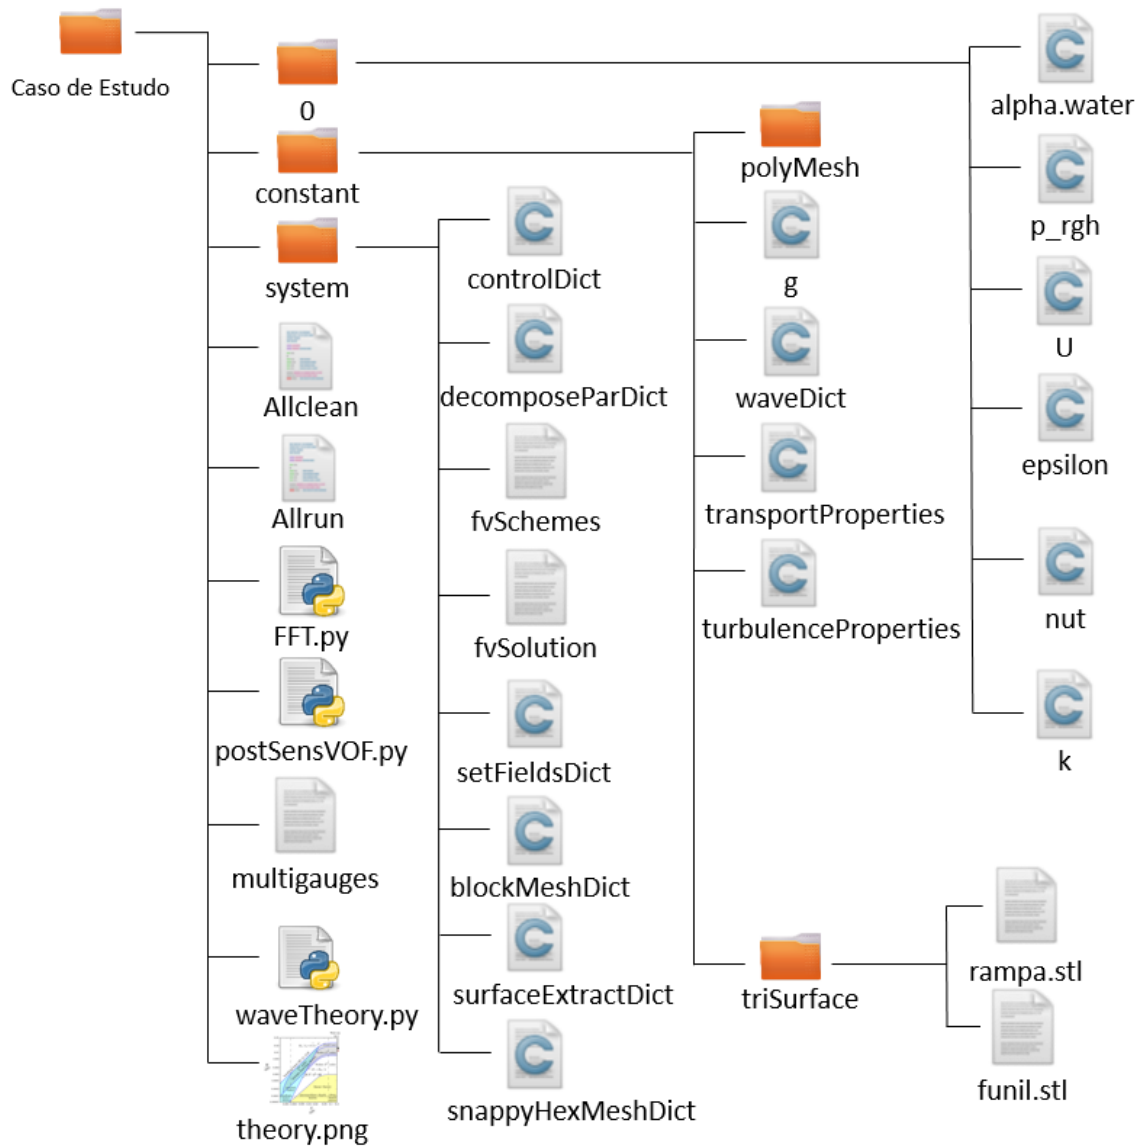 Caso de Estudo
0
constant
system
Allclean
Allrun
FFT.py
postSensVOF.py
multigauges
waveTheory.py
theory.png
controlDict
decomposeParDict
fvSchemes
fvSolution
setFieldsDict
blockMeshDict
surfaceExtractDict
snappyHexMeshDict
polyMesh
g
waveDict
transportProperties
turbulenceProperties
triSurface
alpha.water
p_rgh
U
epsilon
nut
k
rampa.stl
funil.stl